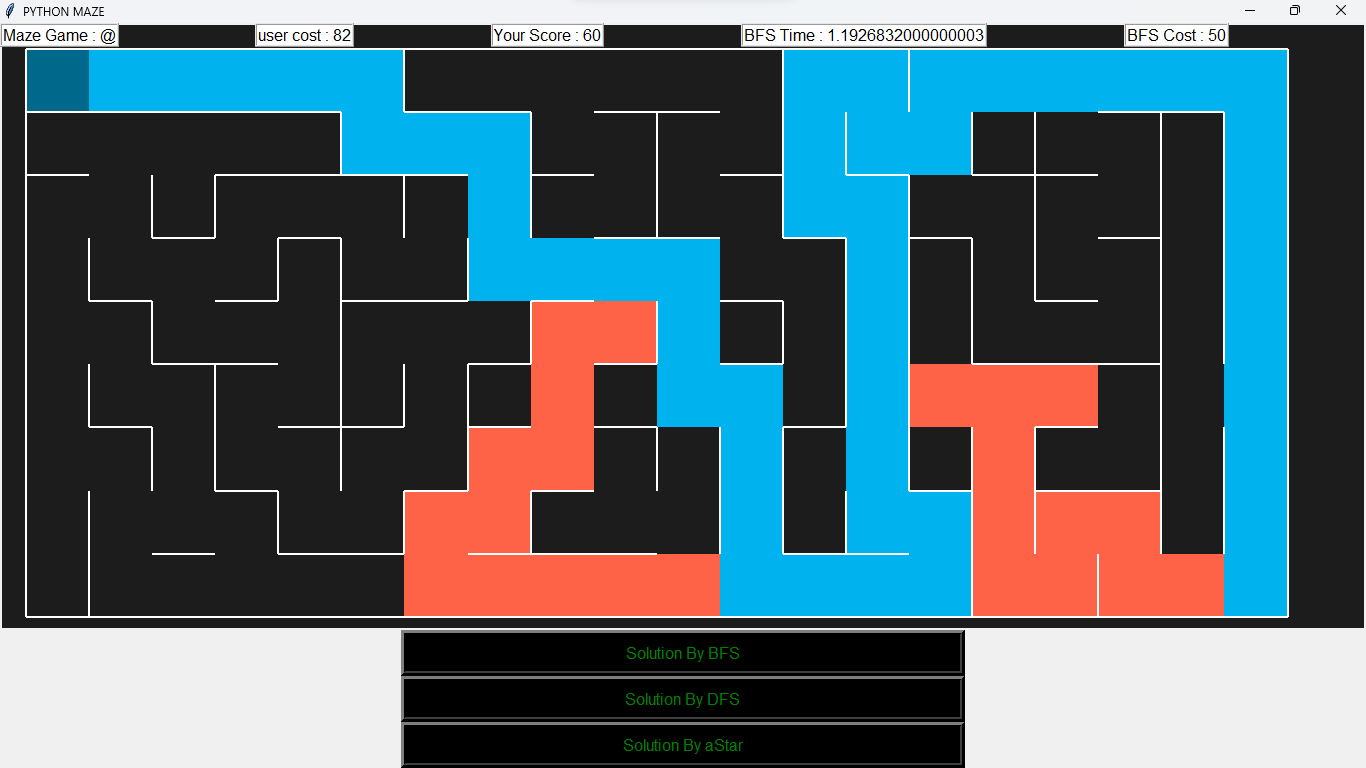 PYTHON MAZE
Maze Game : @ user cost : 82 Your Score : 60 BFS Time : 1.1926832000000003 BFS Cost : 50
Solution By BFS
Solution By DFS
Solution By aStar